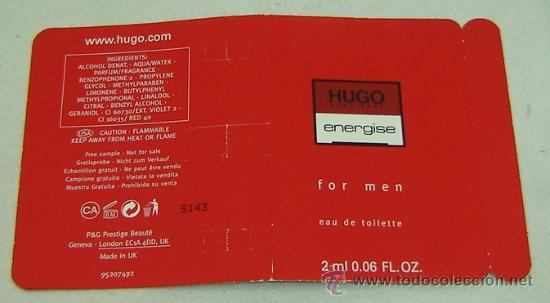 www.hugo.com
INGREDIENTS:
ALCOHOL DENAT. - AQUA/WATER -
PARFUM/FRAGRANCE -
BENZOPHENONE-2 - PROPYLENE
GLYCOL - METHYLPARABEN -
LIMONENE - BUTYLPHENYL
METHYLPROPIONAL - LINALOOL -
CITRAL - BENZYL ALCOHOL -
GERANIOL - CI 60730/EXT. VIOLET 2 -
CI 16035/ RED 40
USA CAUTION - FLAMMABLE
KEEP AWAY FROM HEAT OR FLAME
Free sample - Not for sale
Gratisprobe - Nicht zum Verkauf
Echantillon gratuit - Ne peut être vendu
Campione gratuito - Vietata la vendita
Muestra Gratuita - Prohibida su venta
CA
5143
P&G Prestige Beauté
Geneva - London EC1A 4DD, UK
Made in UK
95207492
HUGO
energise
for men
eau de toilette
2 ml 0.06 FL.OZ.
todocoleccion.net